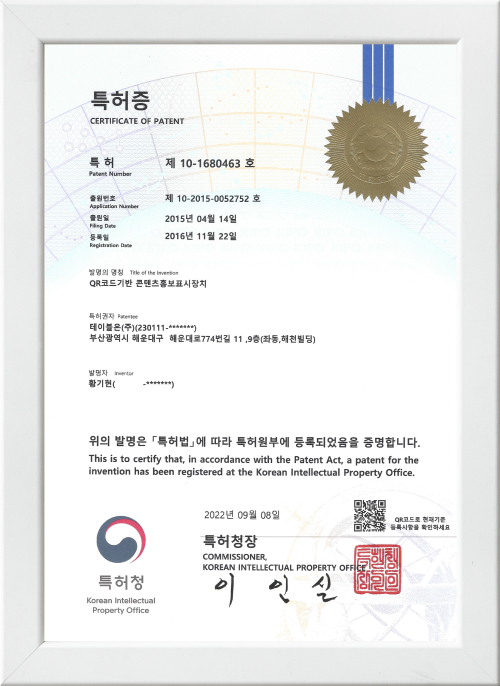 특허증
CERTIFICATE OF PATENT
특 허 제 10-1680463 호
Patent Number
출원번호 제 10-2015-0052752 호
Application Number
출원일 2015년 04월 14일
Filing Date
등록일 2016년 11월 22일
Registration Date
발명의 명칭 Title of the Invention
QR코드기반 콘텐츠홍보표시장치
특허권자 Patentee
테이블온(주)(230111-*******)
부산광역시 해운대구 해운대로774번길 11 ,9층(좌동,해천빌딩)
발명자 Inventor
황기현( -*******)
위의 발명은 「특허법」에 따라 특허원부에 등록되었음을 증명합니다.
This is to certify that, in accordance with the Patent Act, a patent for the
invention has been registered at the Korean Intellectual Property Office.
2022년 09월 08일
QR코드로 현재기준
등록사항을 확인하세요
특허청장
COMMISSIONER,
KOREAN INTELLECTUAL PROPERTY OFFICE
이 인 실
특허청
Korean Intellectual
Property Office